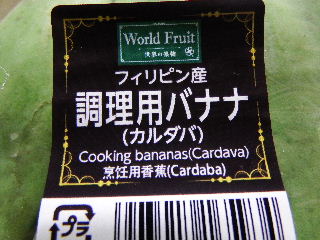 World Fruit
世界の果物
フィリピン産
調理用バナナ
(カルダバ)
Cooking bananas(Cardava)
烹饪用香蕉(Cardaba)
プラ